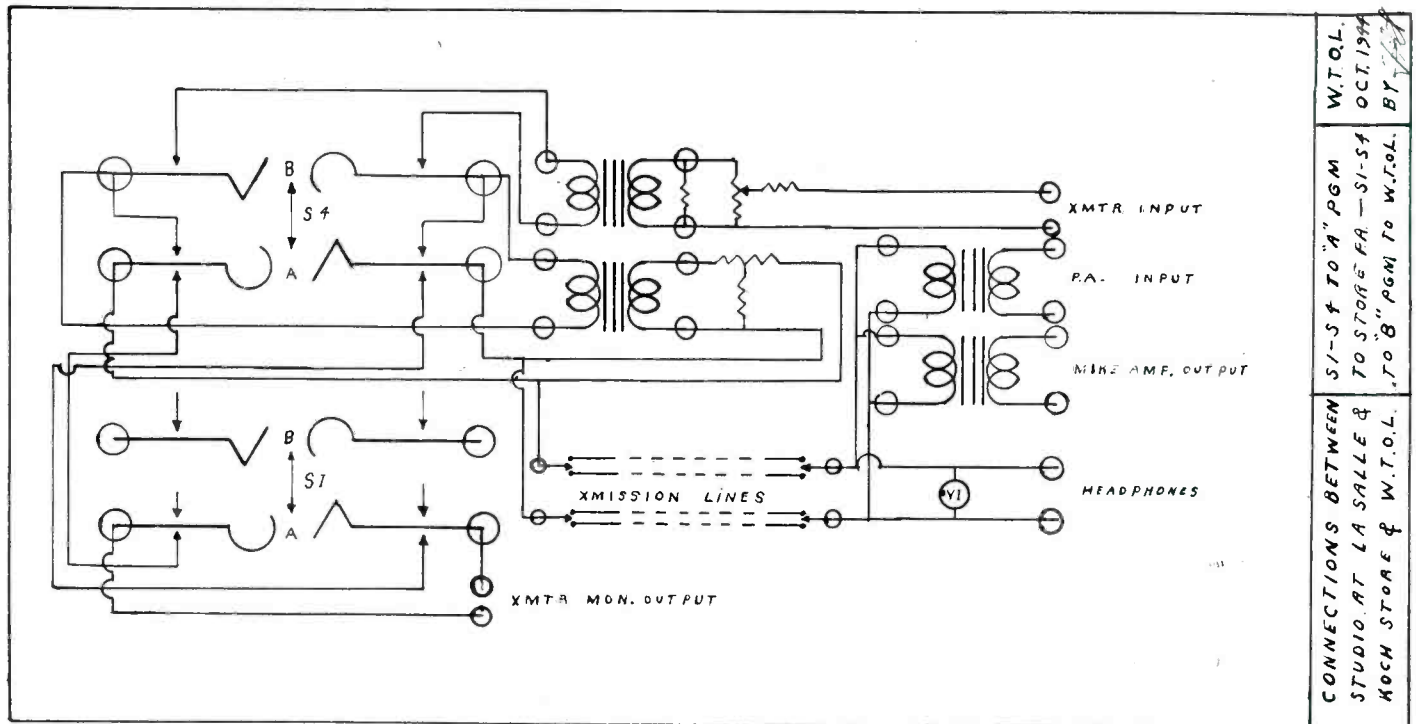 B
S4
A
B
S1
A
XMTR INPUT
P.A. INPUT
MIKE AMP. OUTPUT
XMISSION LINES
VI
HEADPHONES
XMTR MON. OUTPUT
CONNECTIONS BETWEEN
STUDIO. AT LA SALLE &
KOCH STORE & W.T.O.L.
S1-S4 TO "A" PGM
TO STORE P.A. — S1-S4
TO "B" PGM TO W.T.O.L.
W.T.O.L.
OCT. 1944
BY